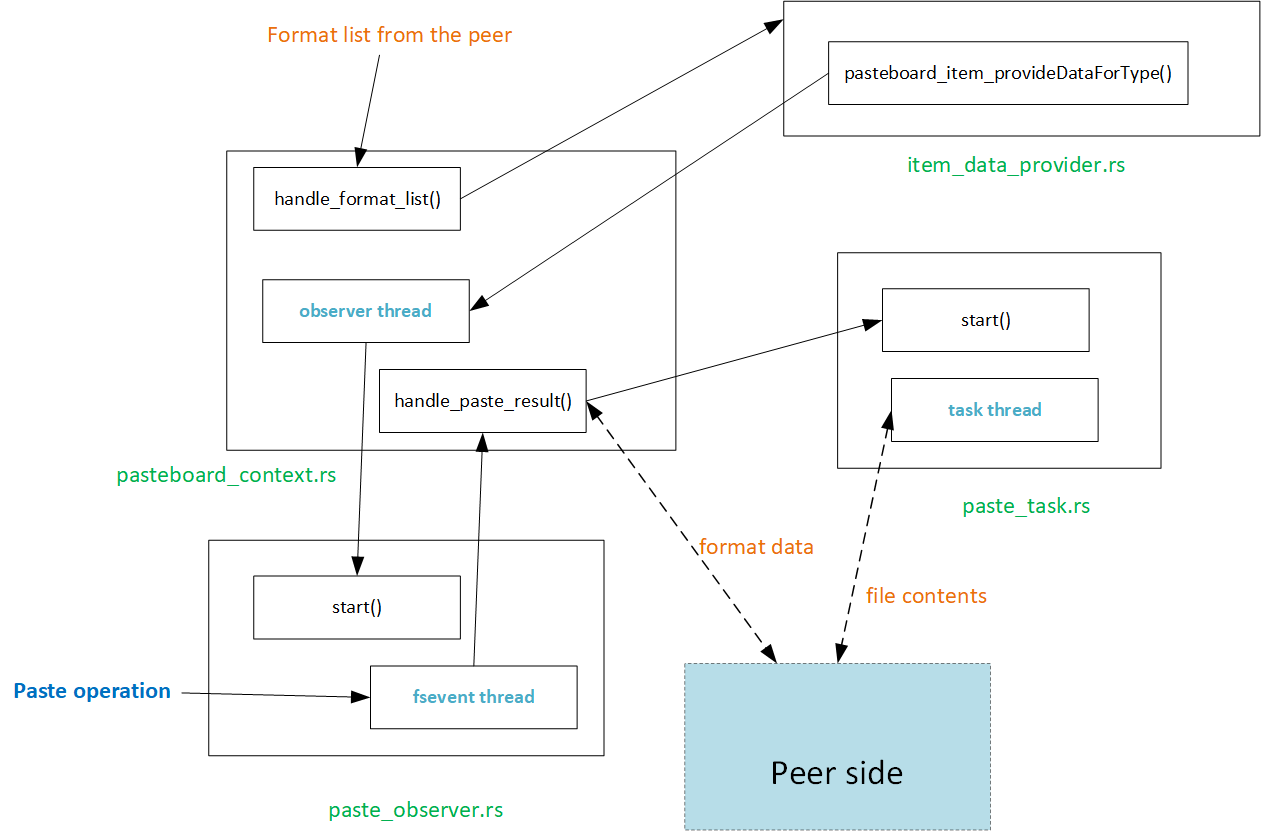 Format list from the peer
pasteboard_item_provideDataForType()
item_data_provider.rs
handle_format_list()
observer thread
handle_paste_result()
pasteboard_context.rs
start()
task thread
paste_task.rs
format data
file contents
start()
Paste operation
fsevent thread
paste_observer.rs
Peer side